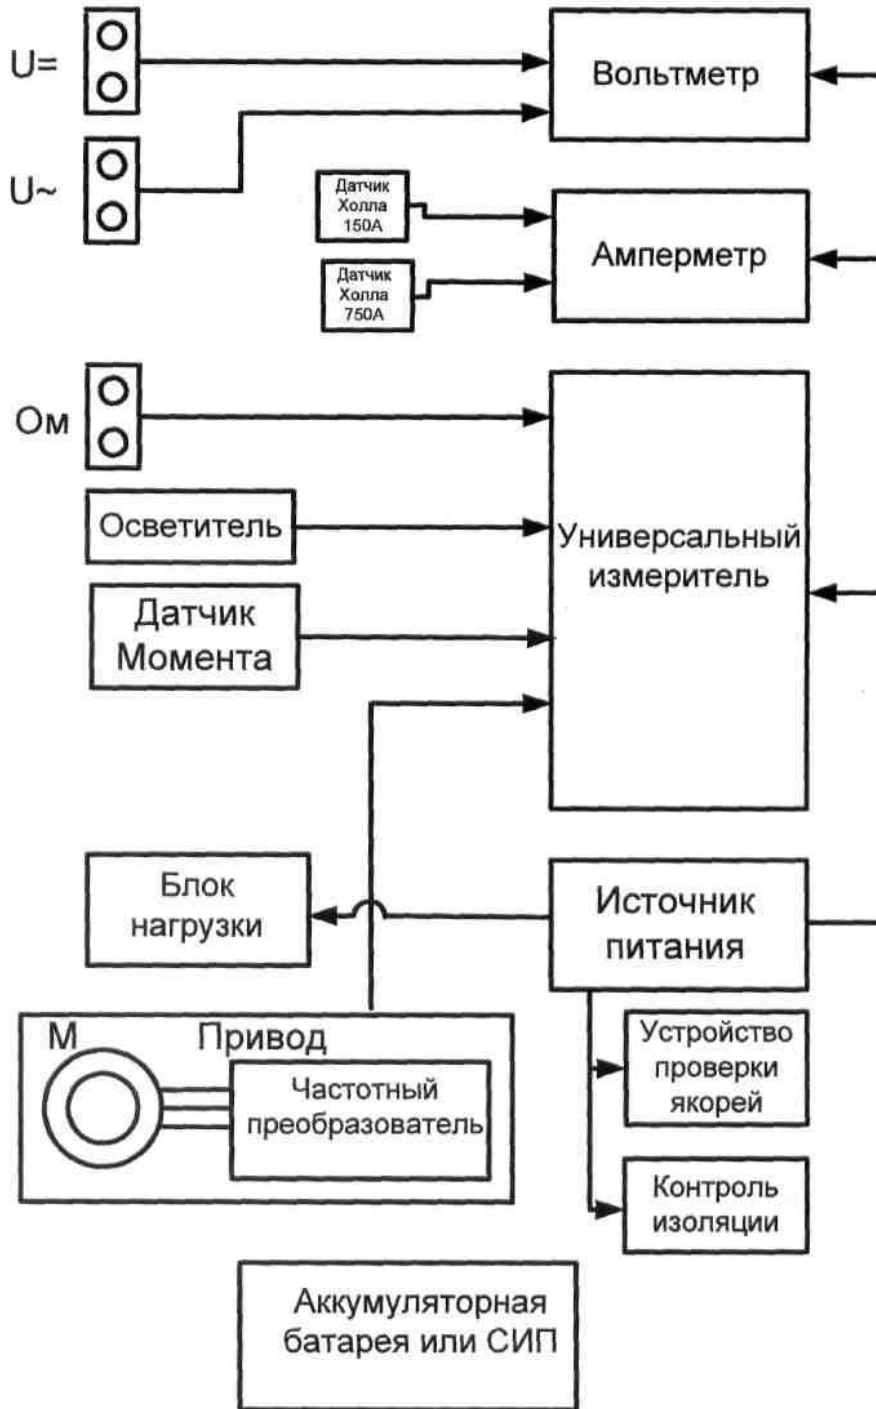 U=
Вольтметр
U~
Датчик
Холла
150А
Амперметр
Датчик
Холла
750А
Ом
Осветитель
Универсальный
измеритель
Датчик
Момента
Блок
нагрузки
Источник
питания
М
Привод
Частотный
преобразователь
Устройство
проверки
якорей
Контроль
изоляции
Аккумуляторная
батарея или СИП